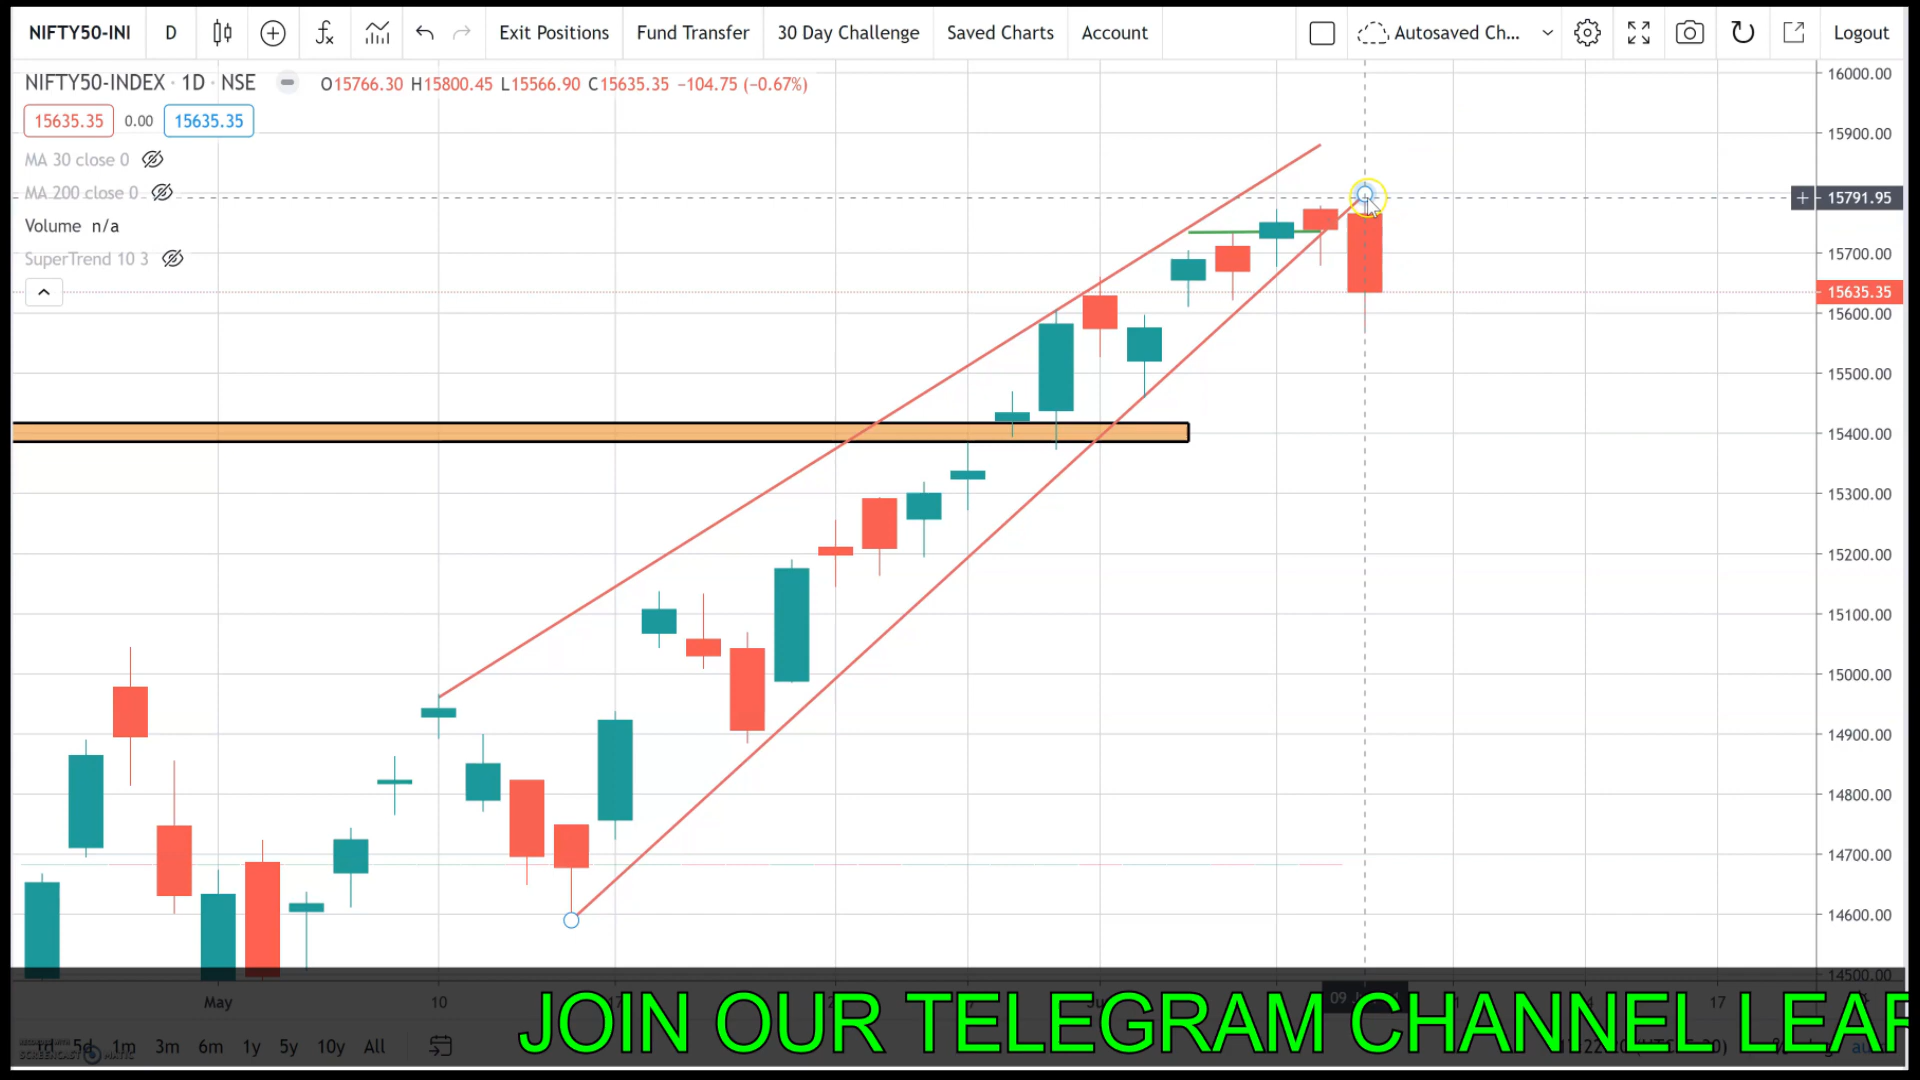 NIFTY50-INI D Exit Positions Fund Transfer 30 Day Challenge Saved Charts Account Autosaved Ch... Logout
NIFTY50-INDEX · 1D · NSE O15766.30 H15800.45 L15566.90 C15635.35 −104.75 (−0.67%)
15635.35 0.00 15635.35
MA 30 close 0
MA 200 close 0
Volume n/a
SuperTrend 10 3
16000.00
15900.00
15791.95
15700.00
15635.35
15600.00
15500.00
15400.00
15300.00
15200.00
15100.00
15000.00
14900.00
14800.00
14700.00
14600.00
14500.00
May 10 17
JOIN OUR TELEGRAM CHANNEL LEAF
5d 1m 3m 6m 1y 5y 10y All